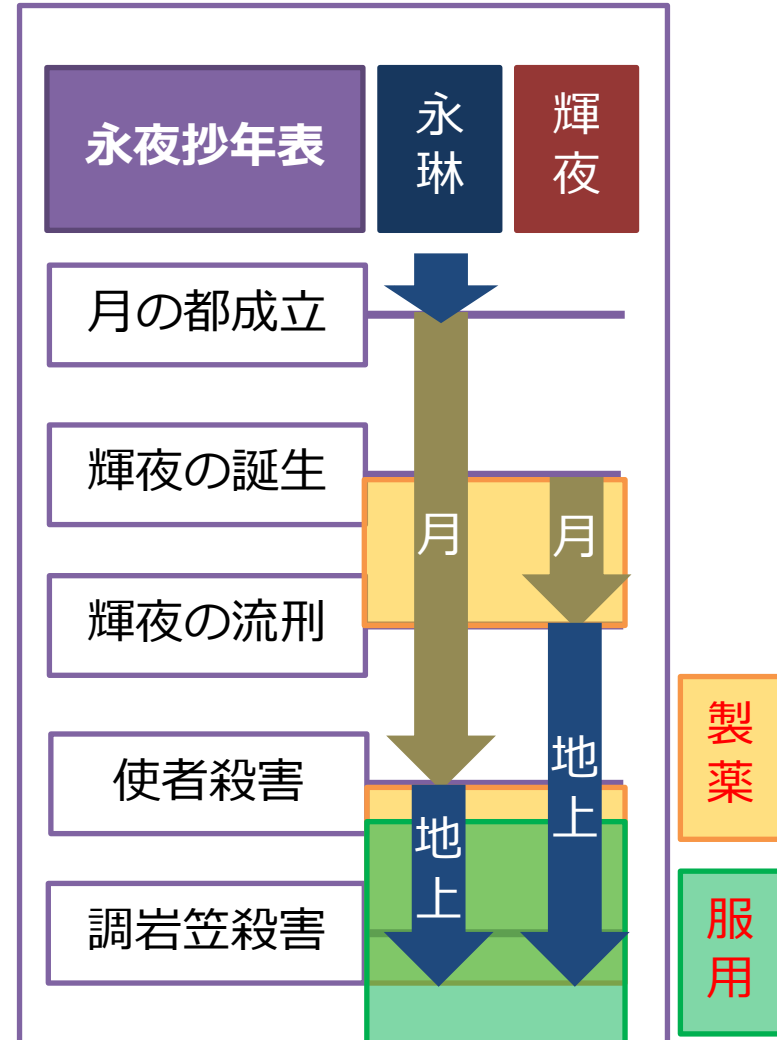 永夜抄年表
永琳
輝夜
月の都成立
輝夜の誕生
月
月
輝夜の流刑
製薬
使者殺害
地上
地上
調岩笠殺害
服用